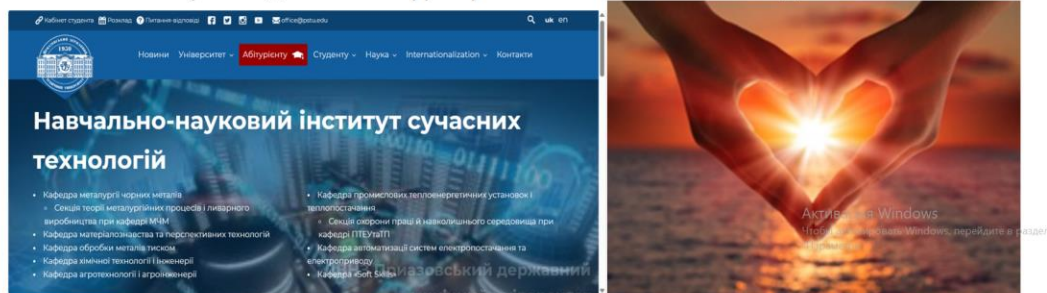 Кабінет студента Розклад Питання-відповіді office@pstu.edu uk en
1930
Новини Університет Абітурієнту Студенту Наука Internationalization Контакти
Навчально-науковий інститут сучасних
технологій
• Кафедра металургії чорних металів
Секція теорії металургійних процесів і ливарного
виробництва при кафедрі МЧМ
• Кафедра матеріалознавства та перспективних технологій
• Кафедра обробки металів тиском
• Кафедра хімічної технології і інженерії
• Кафедра агротехнології і агроінженерії
• Кафедра промислових теплоенергетичних установок і
теплопостачання
Секція охорони праці й навколишнього середовища при
кафедрі ПТЕУтаТП
• Кафедра автоматизації систем електропостачання та
електроприводу
• Кафедра «Soft Skills»
Приазовський державний
Активация Windows
Чтобы активировать Windows, перейдите в раздел